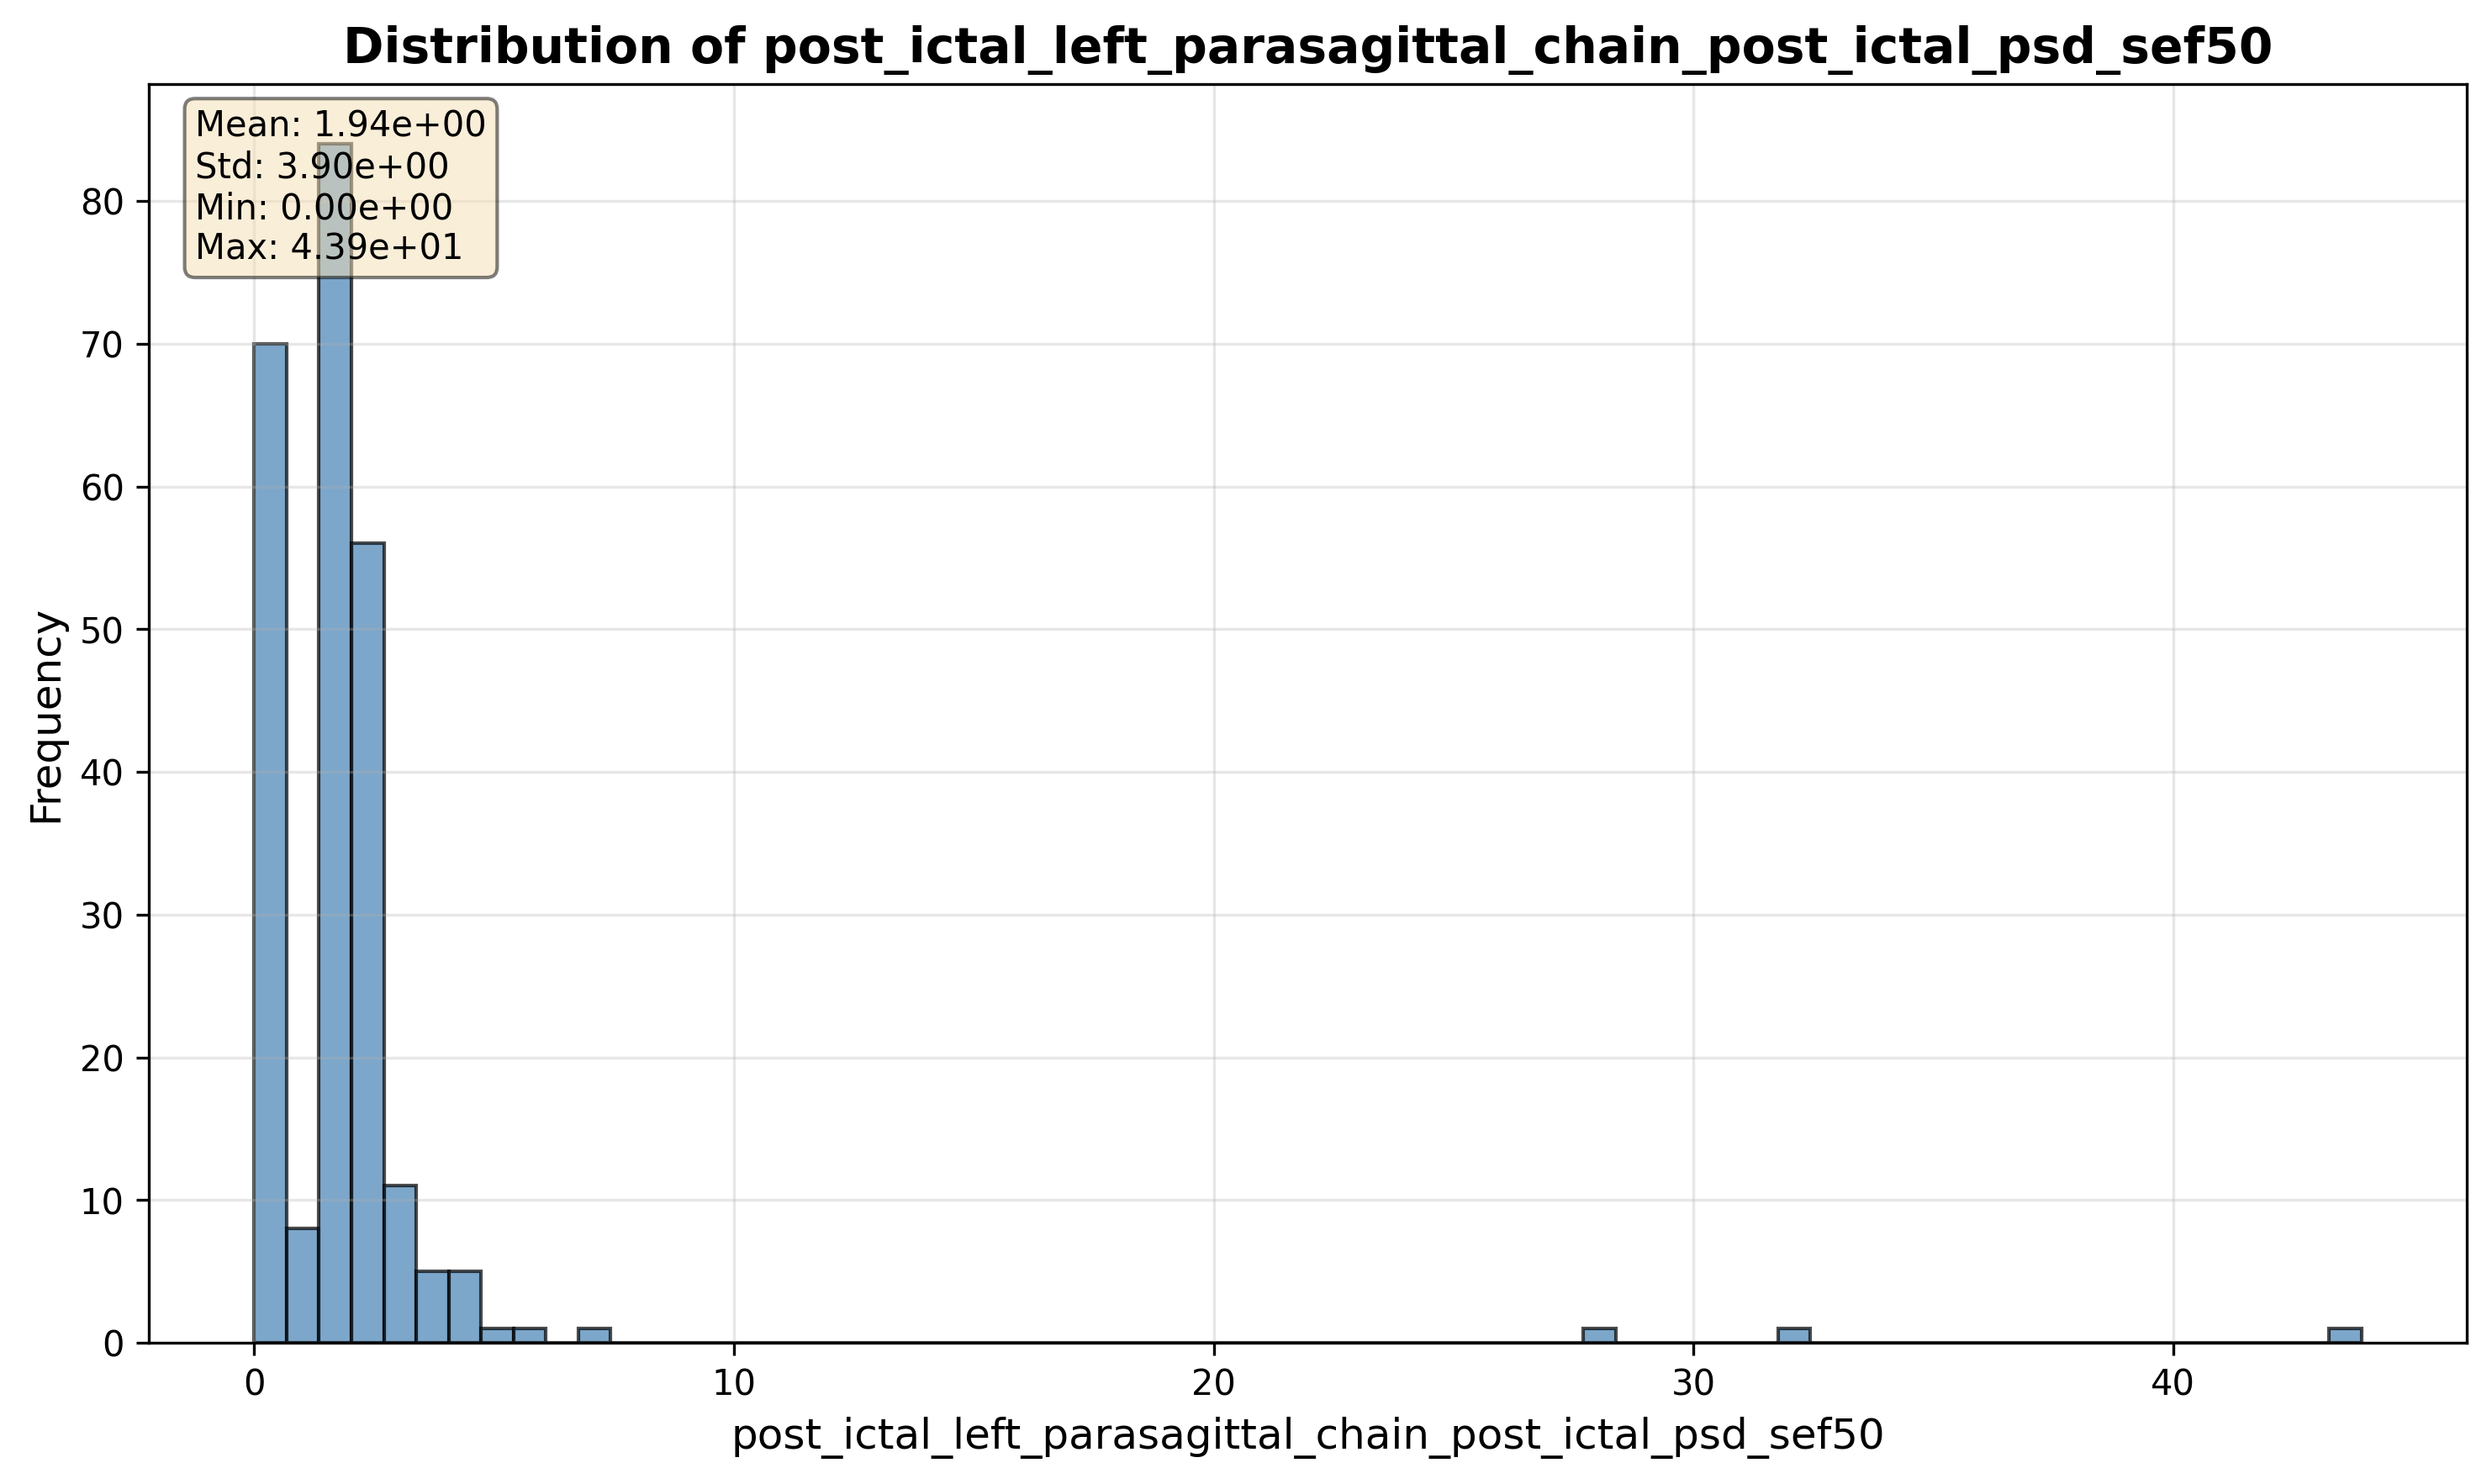 Distribution of post_ictal_left_parasagittal_chain_post_ictal_psd_sef50
Mean: 1.94e+00
Std: 3.90e+00
Min: 0.00e+00
Max: 4.39e+01
80
70
60
50
40
30
20
10
0
Frequency
0 10 20 30 40
post_ictal_left_parasagittal_chain_post_ictal_psd_sef50